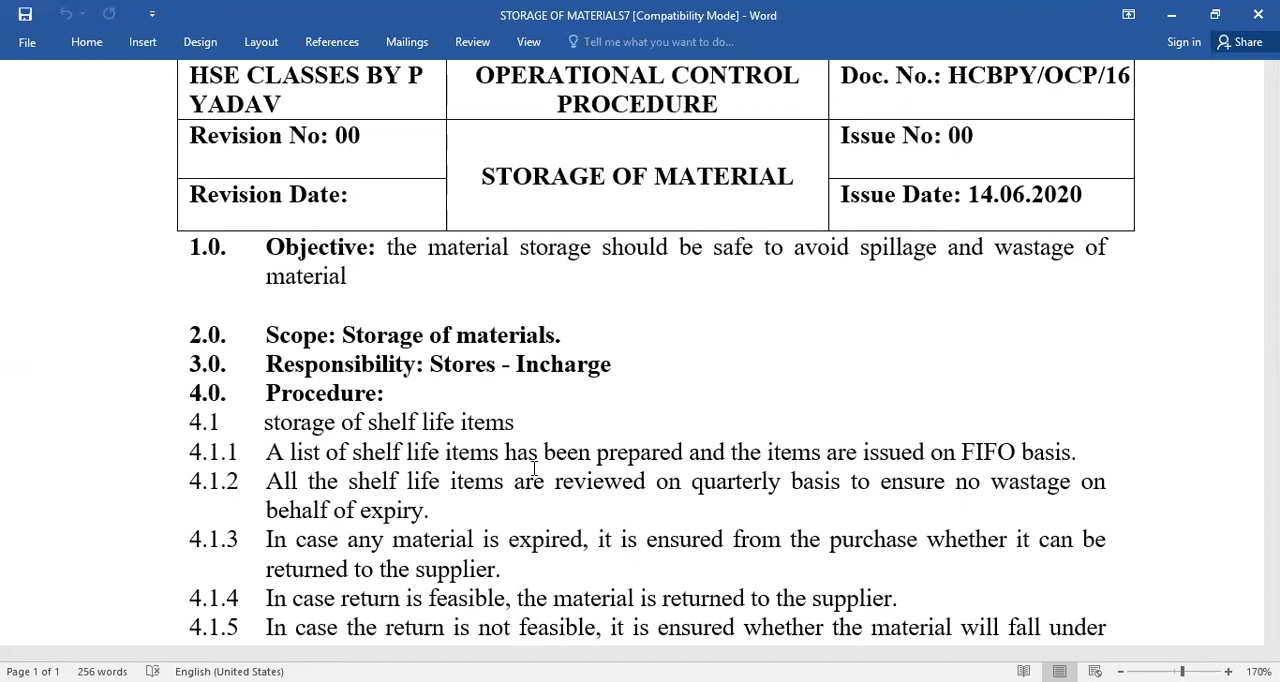 STORAGE OF MATERIALS7 [Compatibility Mode] - Word
File Home Insert Design Layout References Mailings Review View Tell me what you want to do... Sign in Share
HSE CLASSES BY P YADAV
OPERATIONAL CONTROL PROCEDURE
Doc. No.: HCBPY/OCP/16
Revision No: 00
STORAGE OF MATERIAL
Issue No: 00
Revision Date:
Issue Date: 14.06.2020
1.0. Objective: the material storage should be safe to avoid spillage and wastage of
material
2.0. Scope: Storage of materials.
3.0. Responsibility: Stores - Incharge
4.0. Procedure:
4.1 storage of shelf life items
4.1.1 A list of shelf life items has been prepared and the items are issued on FIFO basis.
4.1.2 All the shelf life items are reviewed on quarterly basis to ensure no wastage on
behalf of expiry.
4.1.3 In case any material is expired, it is ensured from the purchase whether it can be
returned to the supplier.
4.1.4 In case return is feasible, the material is returned to the supplier.
4.1.5 In case the return is not feasible, it is ensured whether the material will fall under
Page 1 of 1 256 words English (United States) 170%